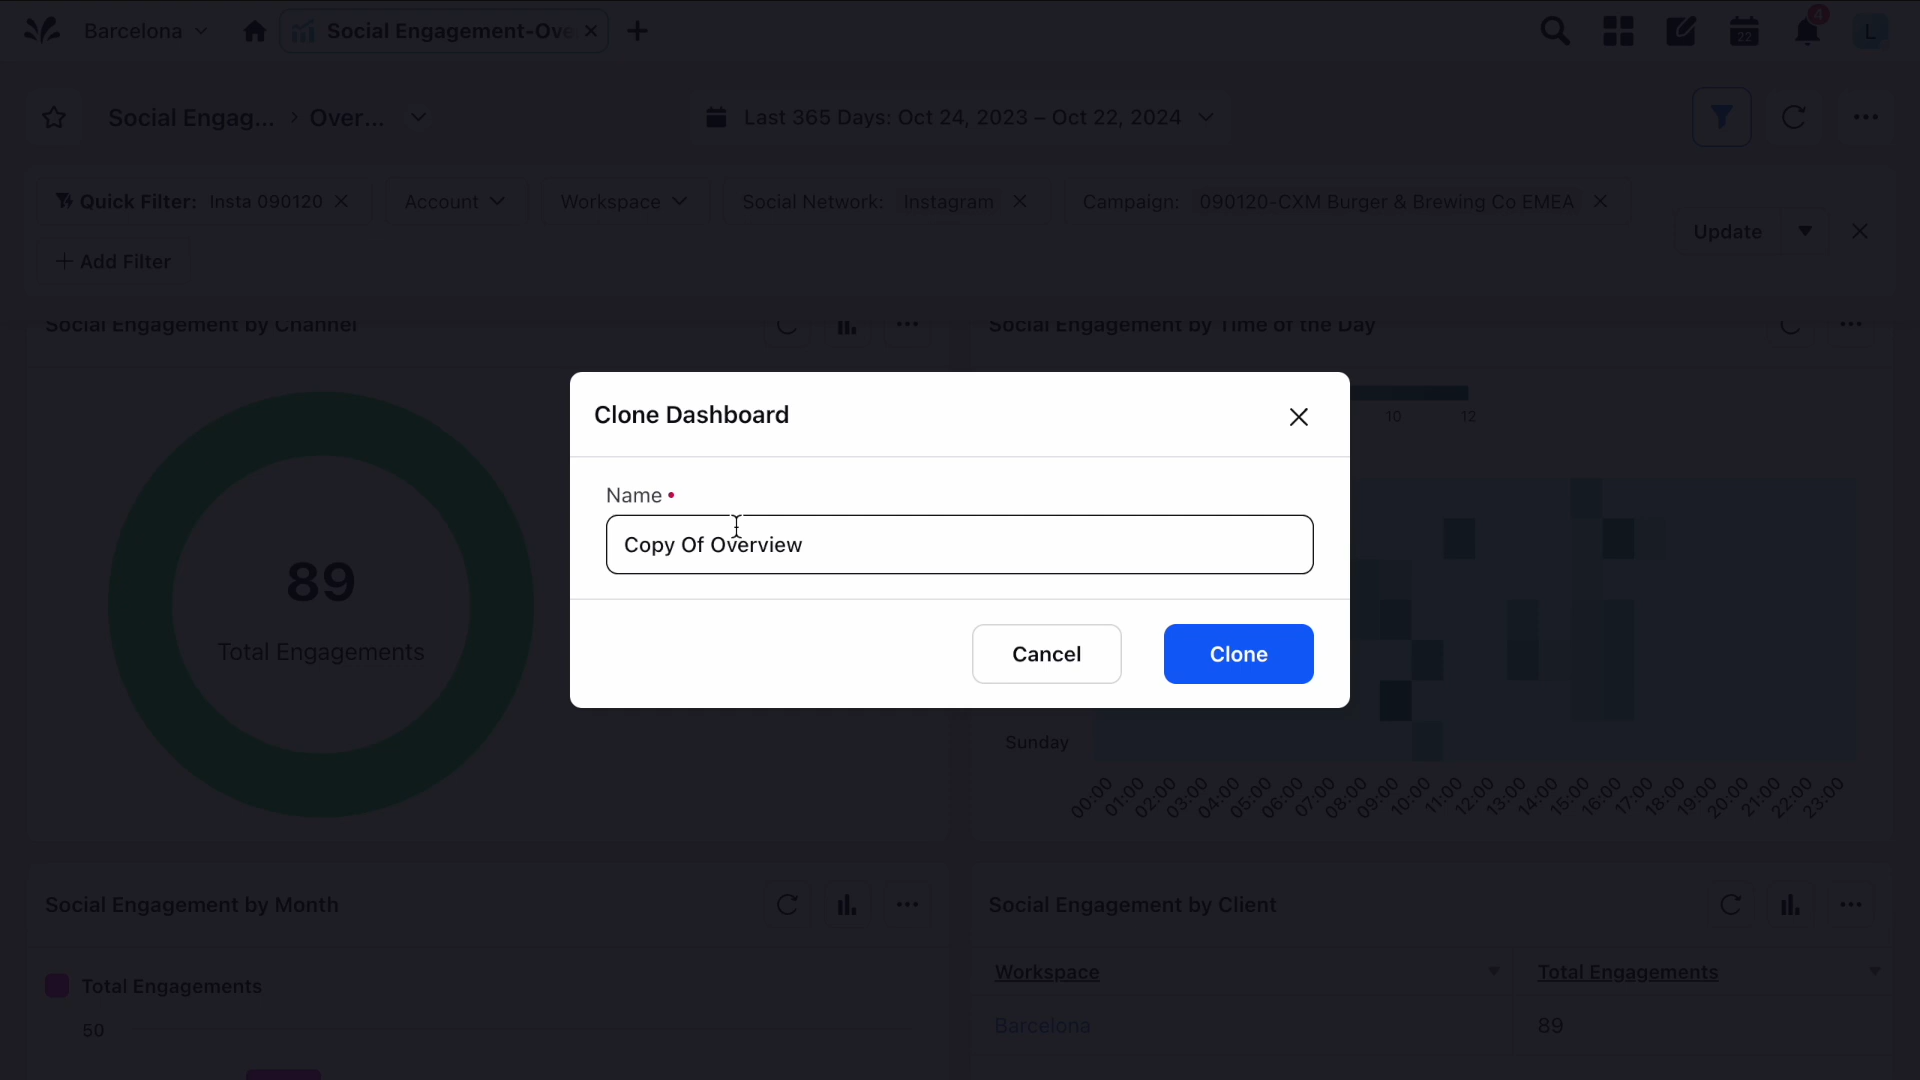 Barcelona
Social Engagement-Ove
22
4
L
Social Engag... > Over...
Last 365 Days: Oct 24, 2023 – Oct 22, 2024
Quick Filter: Insta 090120
Account
Workspace
Social Network: Instagram
Campaign: 090120-CXM Burger & Brewing Co EMEA
Update
+ Add Filter
Social Engagement by Channel
Social Engagement by Time of the Day
Clone Dashboard
10
12
Name
Copy Of Overview
89
Total Engagements
Cancel
Clone
Sunday
00:00 01:00 02:00 03:00 04:00 05:00 06:00 07:00 08:00 09:00 10:00 11:00 12:00 13:00 14:00 15:00 16:00 17:00 18:00 19:00 20:00 21:00 22:00 23:00
Social Engagement by Month
Social Engagement by Client
Workspace
Total Engagements
Total Engagements
Barcelona
89
50